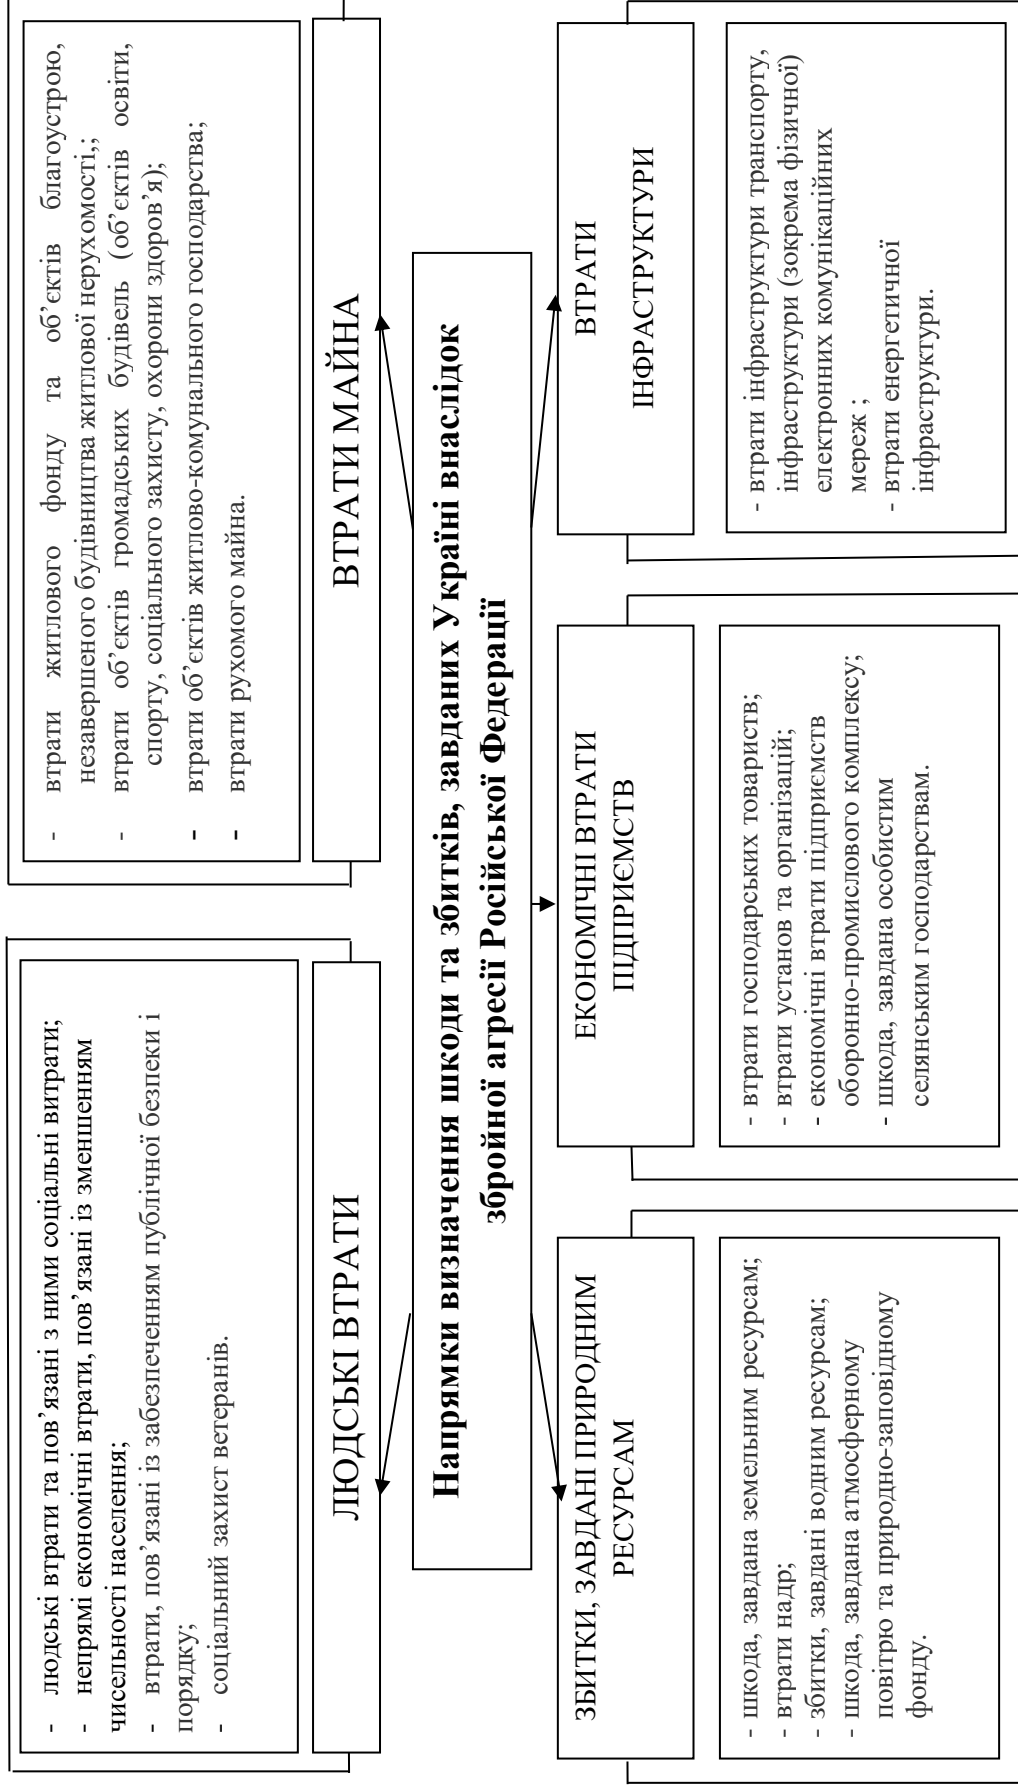 - людські втрати та пов’язані з ними соціальні витрати;
- непрямі економічні втрати, пов’язані із зменшенням
чисельності населення;
- втрати, пов’язані із забезпеченням публічної безпеки і
порядку;
- соціальний захист ветеранів.
ЛЮДСЬКІ ВТРАТИ
- втрати житлового фонду та об’єктів благоустрою,
незавершеного будівництва житлової нерухомості,;
- втрати об’єктів громадських будівель (об’єктів освіти,
спорту, соціального захисту, охорони здоров’я);
- втрати об’єктів житлово-комунального господарства;
- втрати рухомого майна.
ВТРАТИ МАЙНА
Напрямки визначення шкоди та збитків, завданих Україні внаслідок
збройної агресії Російської Федерації
ЗБИТКИ, ЗАВДАНІ ПРИРОДНИМ
РЕСУРСАМ
- шкода, завдана земельним ресурсам;
- втрати надр;
- збитки, завдані водним ресурсам;
- шкода, завдана атмосферному
повітрю та природно-заповідному
фонду.
ЕКОНОМІЧНІ ВТРАТИ
ПІДПРИЄМСТВ
- втрати господарських товариств;
- втрати установ та організацій;
- економічні втрати підприємств
оборонно-промислового комплексу;
- шкода, завдана особистим
селянським господарствам.
ВТРАТИ
ІНФРАСТРУКТУРИ
- втрати інфраструктури транспорту,
інфраструктури (зокрема фізичної)
електронних комунікаційних
мереж ;
- втрати енергетичної
інфраструктури.